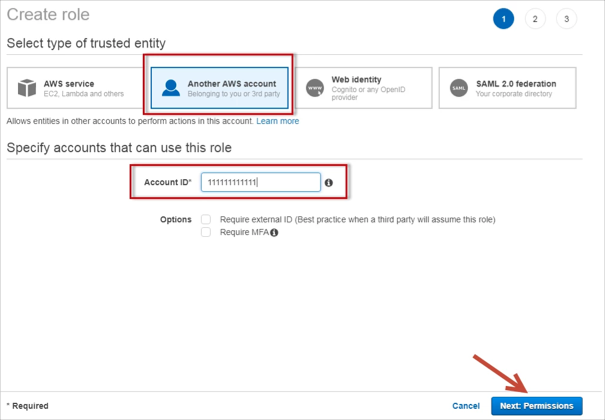 Create role
1 2 3
Select type of trusted entity
AWS service
EC2, Lambda and others
Another AWS account
Belonging to you or 3rd party
www
Web identity
Cognito or any OpenID
provider
SAML
SAML 2.0 federation
Your corporate directory
Allows entities in other accounts to perform actions in this account. Learn more
Specify accounts that can use this role
Account ID* 111111111111
Options Require external ID (Best practice when a third party will assume this role)
Require MFA
* Required Cancel Next: Permissions